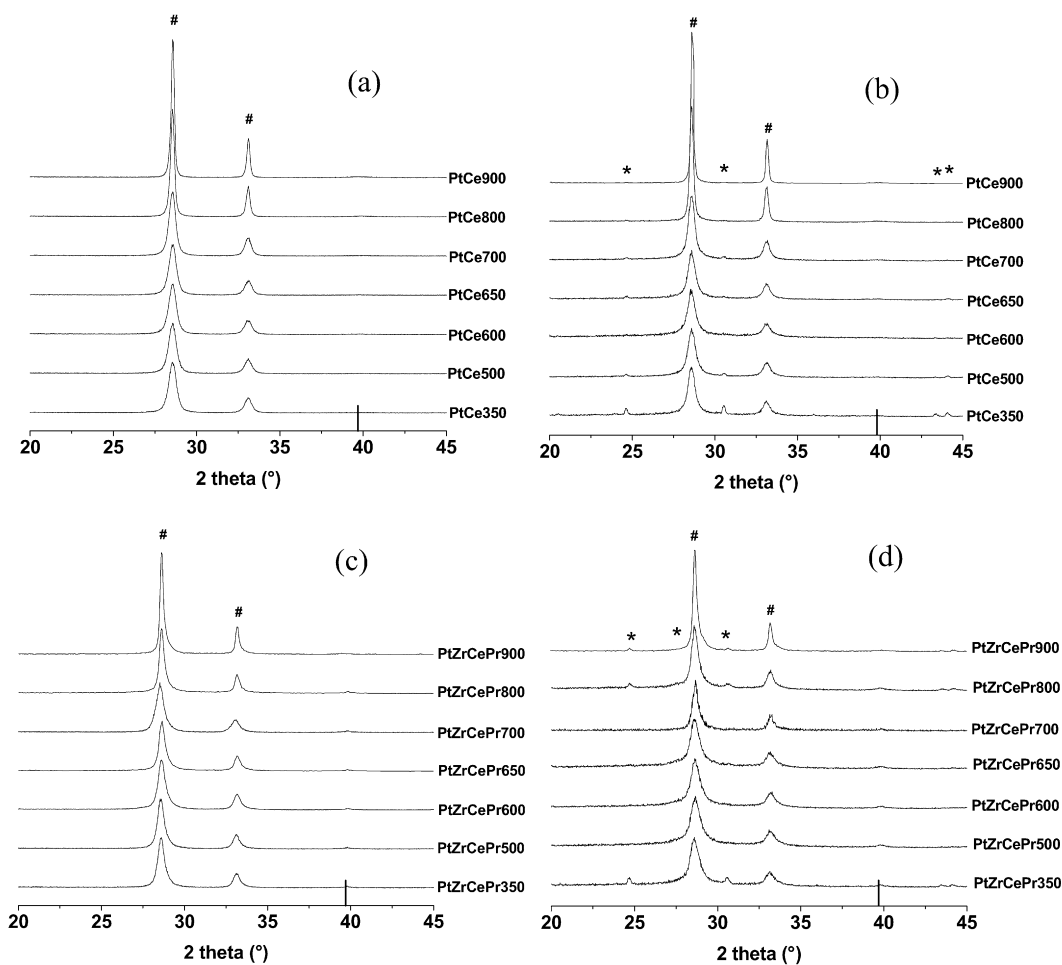 #
(a)
#
PtCe900
PtCe800
PtCe700
PtCe650
PtCe600
PtCe500
PtCe350
20 25 30 35 40 45
2 theta (°)
#
(b)
#
* * * *
PtCe900
PtCe800
PtCe700
PtCe650
PtCe600
PtCe500
PtCe350
20 25 30 35 40 45
2 theta (°)
#
(c)
#
PtZrCePr900
PtZrCePr800
PtZrCePr700
PtZrCePr650
PtZrCePr600
PtZrCePr500
PtZrCePr350
20 25 30 35 40 45
2 theta (°)
#
(d)
#
* * *
PtZrCePr900
PtZrCePr800
PtZrCePr700
PtZrCePr650
PtZrCePr600
PtZrCePr500
PtZrCePr350
20 25 30 35 40 45
2 theta (°)